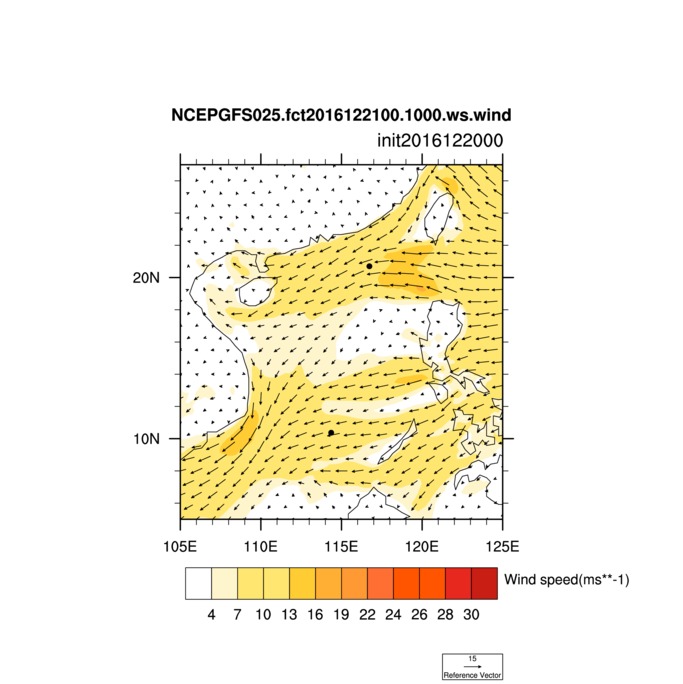 NCEPGFS025.fct2016122100.1000.ws.wind
init2016122000
20N
10N
105E 110E 115E 120E 125E
Wind speed(ms**-1)
4 7 10 13 16 19 22 24 26 28 30
15
Reference Vector